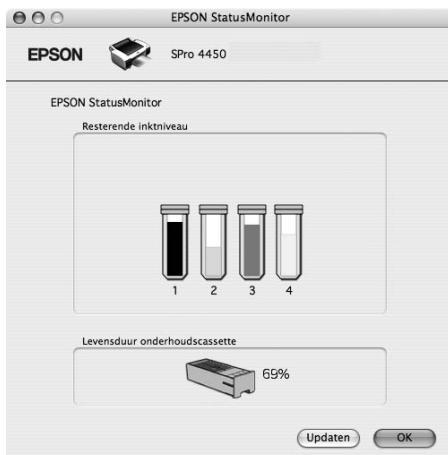 EPSON StatusMonitor
EPSON SPro 4450
EPSON StatusMonitor
Resterende inktniveau
1 2 3 4
Levensduur onderhoudscassette
69%
Updaten OK